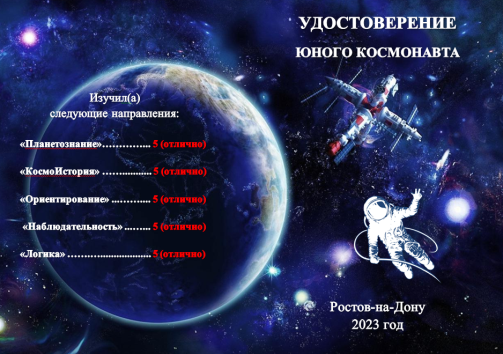 УДОСТОВЕРЕНИЕ
ЮНОГО КОСМОНАВТА
Изучил(а)
следующие направления:
«Планетознание»............... 5 (отлично)
«КосмоИстория» ............... 5 (отлично)
«Ориентирование» ............ 5 (отлично)
«Наблюдательность» ......... 5 (отлично)
«Логика» ........................... 5 (отлично)
Ростов-на-Дону
2023 год